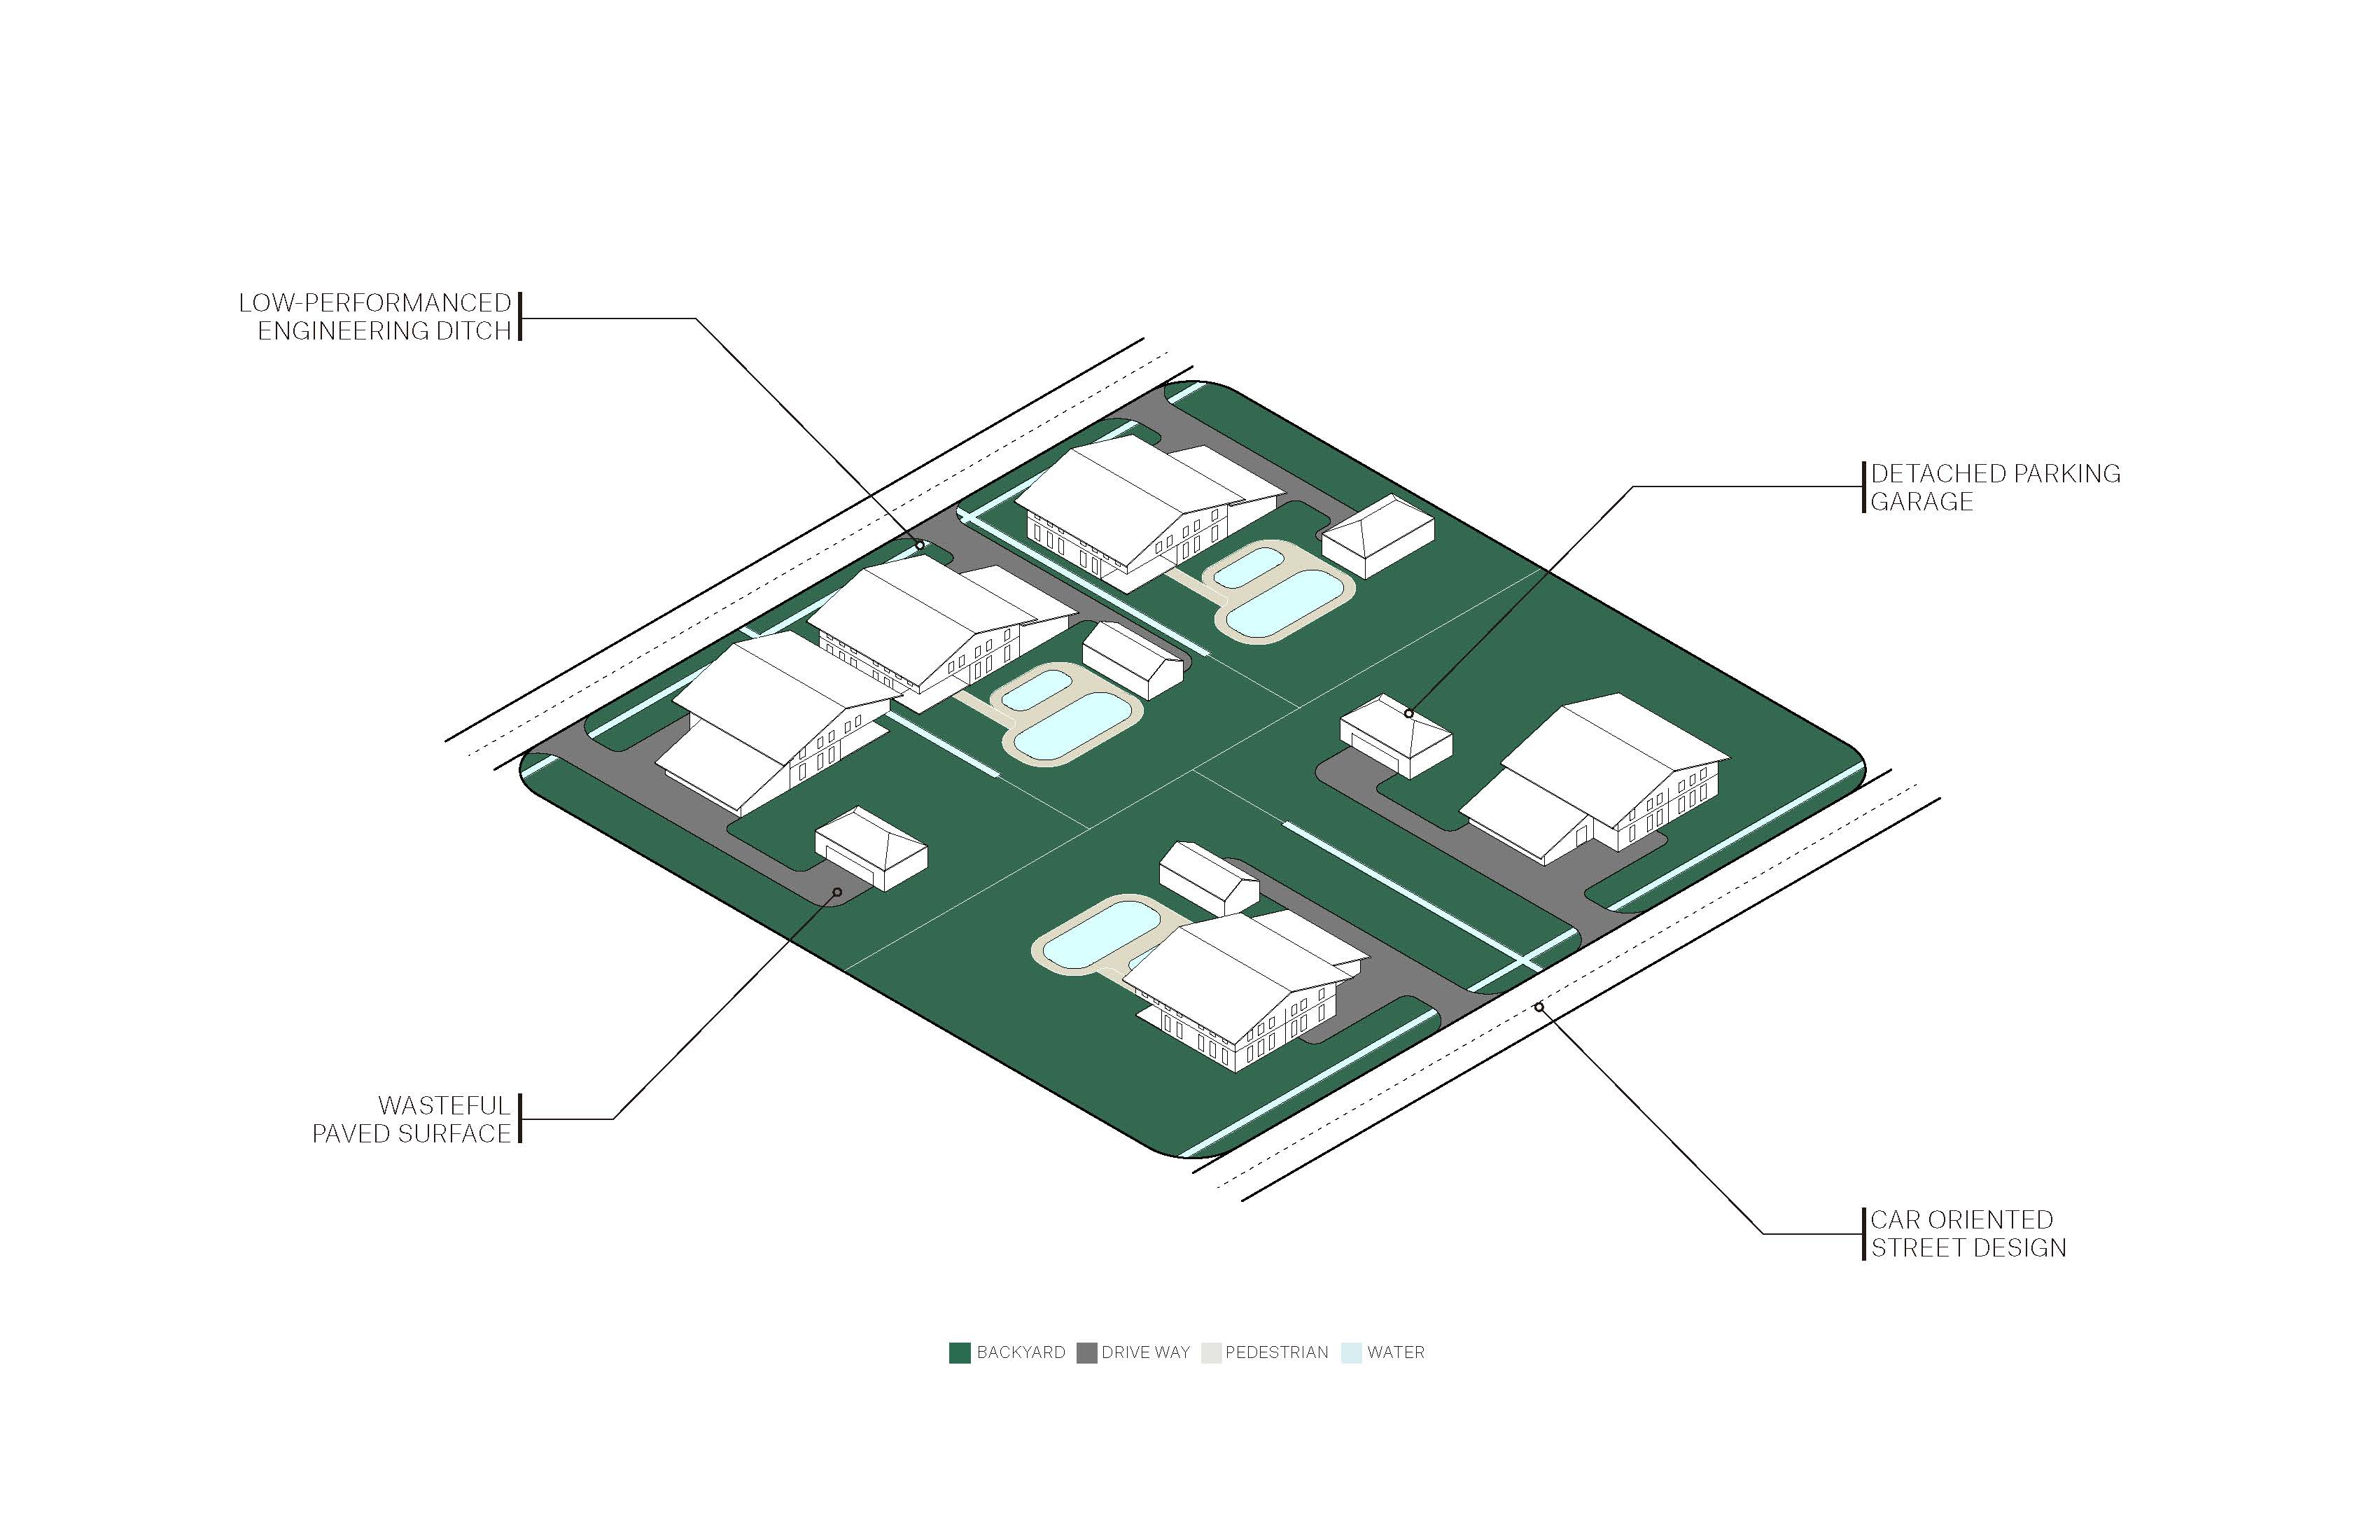 LOW-PERFORMANCED
ENGINEERING DITCH
DETACHED PARKING
GARAGE
WASTEFUL
PAVED SURFACE
CAR ORIENTED
STREET DESIGN
BACKYARD DRIVE WAY PEDESTRIAN WATER